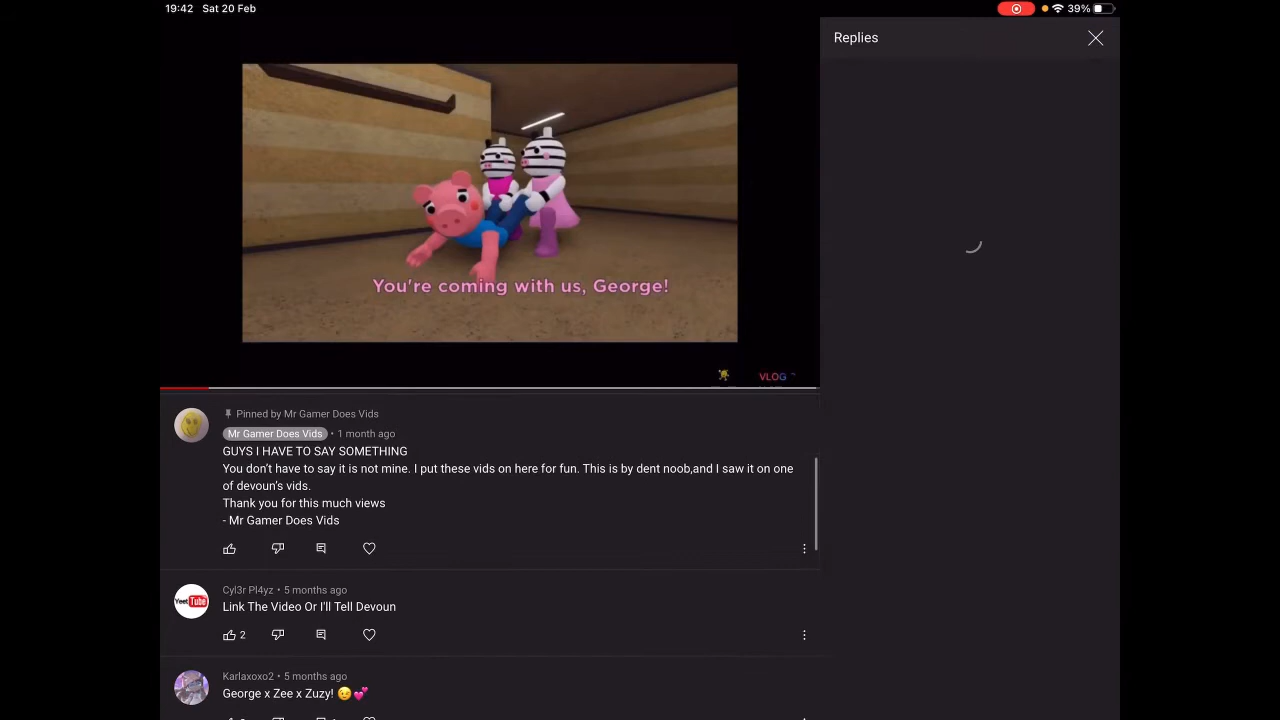 19:42 Sat 20 Feb
39%
Replies
You're coming with us, George!
VLOG
Pinned by Mr Gamer Does Vids
Mr Gamer Does Vids • 1 month ago
GUYS I HAVE TO SAY SOMETHING
You don't have to say it is not mine. I put these vids on here for fun. This is by dent noob,and I saw it on one
of devoun's vids.
Thank you for this much views
- Mr Gamer Does Vids
YeetTube
Cyl3r Pl4yz • 5 months ago
Link The Video Or I'll Tell Devoun
2
Karlaxoxo2 • 5 months ago
George x Zee x Zuzy! 😉💕